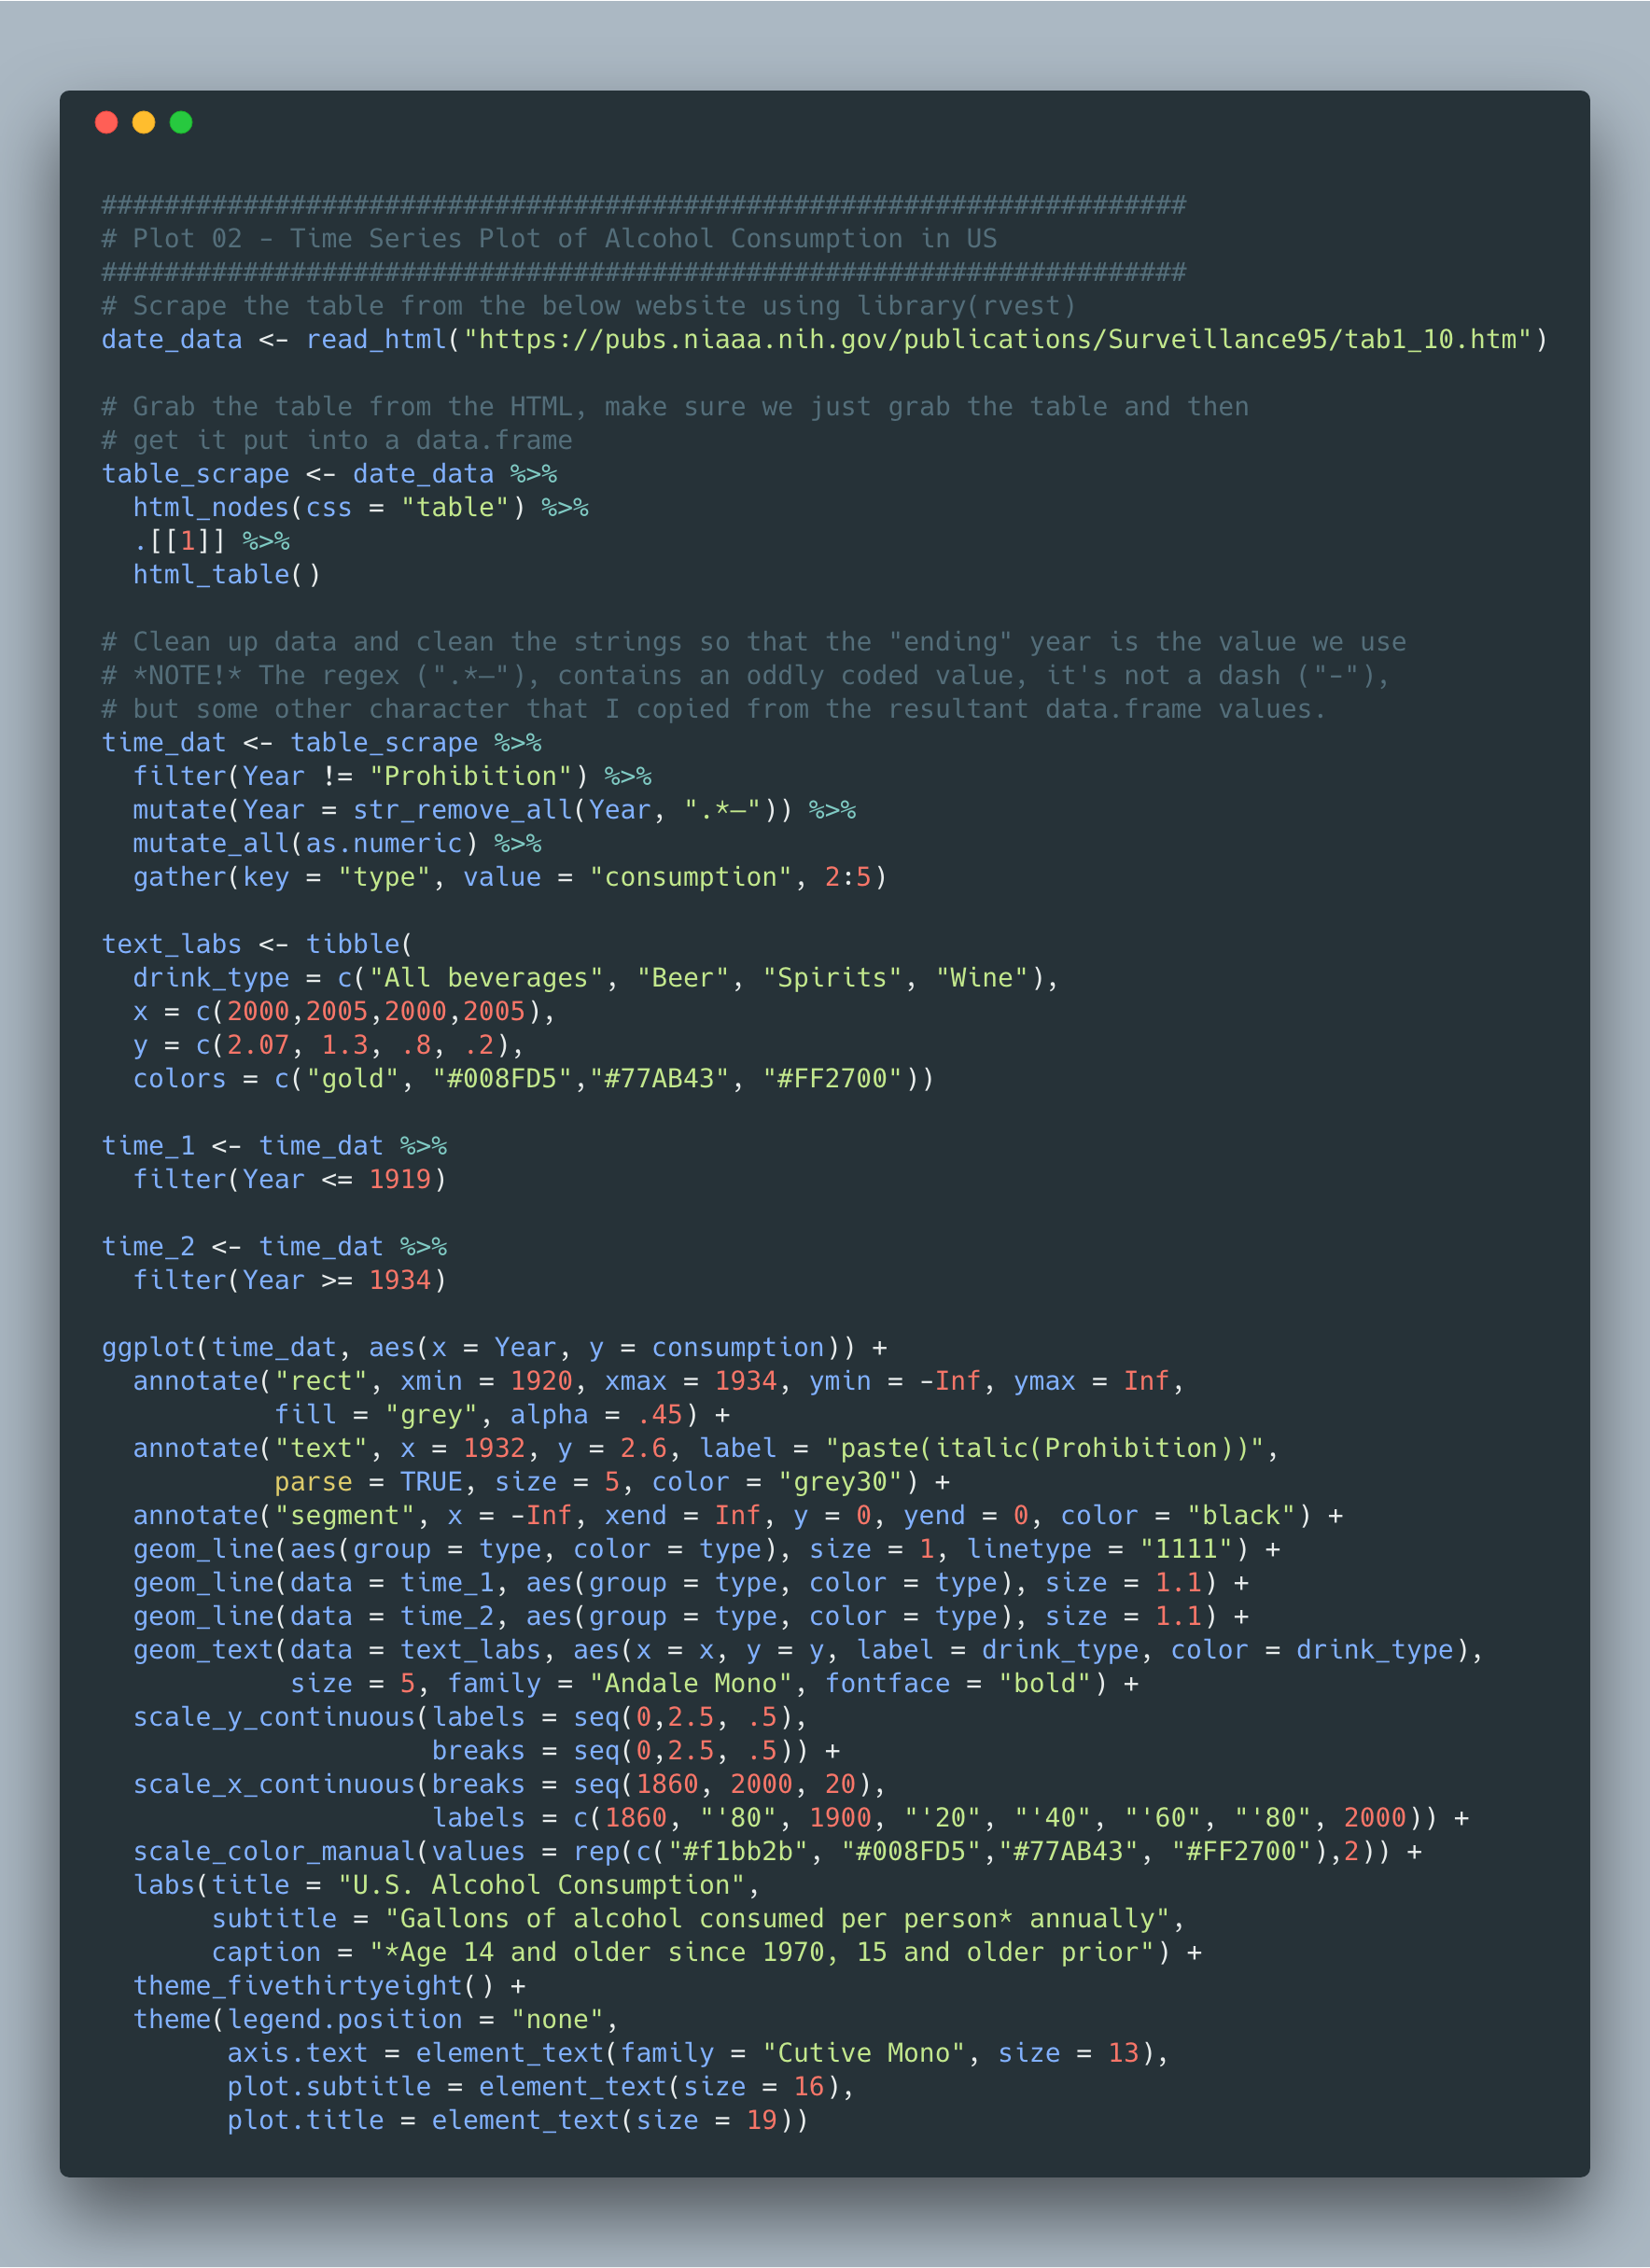 #####################################################################
# Plot 02 - Time Series Plot of Alcohol Consumption in US
#####################################################################
# Scrape the table from the below website using library(rvest)
date_data <- read_html("https://pubs.niaaa.nih.gov/publications/Surveillance95/tab1_10.htm")

# Grab the table from the HTML, make sure we just grab the table and then
# get it put into a data.frame
table_scrape <- date_data %>%
  html_nodes(css = "table") %>%
  .[[1]] %>%
  html_table()

# Clean up data and clean the strings so that the "ending" year is the value we use
# *NOTE!* The regex (".*–"), contains an oddly coded value, it's not a dash ("-"),
# but some other character that I copied from the resultant data.frame values.
time_dat <- table_scrape %>%
  filter(Year != "Prohibition") %>%
  mutate(Year = str_remove_all(Year, ".*–")) %>%
  mutate_all(as.numeric) %>%
  gather(key = "type", value = "consumption", 2:5)

text_labs <- tibble(
  drink_type = c("All beverages", "Beer", "Spirits", "Wine"),
  x = c(2000,2005,2000,2005),
  y = c(2.07, 1.3, .8, .2),
  colors = c("gold", "#008FD5","#77AB43", "#FF2700"))

time_1 <- time_dat %>%
  filter(Year <= 1919)

time_2 <- time_dat %>%
  filter(Year >= 1934)

ggplot(time_dat, aes(x = Year, y = consumption)) +
  annotate("rect", xmin = 1920, xmax = 1934, ymin = -Inf, ymax = Inf,
           fill = "grey", alpha = .45) +
  annotate("text", x = 1932, y = 2.6, label = "paste(italic(Prohibition))",
           parse = TRUE, size = 5, color = "grey30") +
  annotate("segment", x = -Inf, xend = Inf, y = 0, yend = 0, color = "black") +
  geom_line(aes(group = type, color = type), size = 1, linetype = "1111") +
  geom_line(data = time_1, aes(group = type, color = type), size = 1.1) +
  geom_line(data = time_2, aes(group = type, color = type), size = 1.1) +
  geom_text(data = text_labs, aes(x = x, y = y, label = drink_type, color = drink_type),
            size = 5, family = "Andale Mono", fontface = "bold") +
  scale_y_continuous(labels = seq(0,2.5, .5),
                     breaks = seq(0,2.5, .5)) +
  scale_x_continuous(breaks = seq(1860, 2000, 20),
                     labels = c(1860, "'80", 1900, "'20", "'40", "'60", "'80", 2000)) +
  scale_color_manual(values = rep(c("#f1bb2b", "#008FD5","#77AB43", "#FF2700"),2)) +
  labs(title = "U.S. Alcohol Consumption",
       subtitle = "Gallons of alcohol consumed per person* annually",
       caption = "*Age 14 and older since 1970, 15 and older prior") +
  theme_fivethirtyeight() +
  theme(legend.position = "none",
        axis.text = element_text(family = "Cutive Mono", size = 13),
        plot.subtitle = element_text(size = 16),
        plot.title = element_text(size = 19))